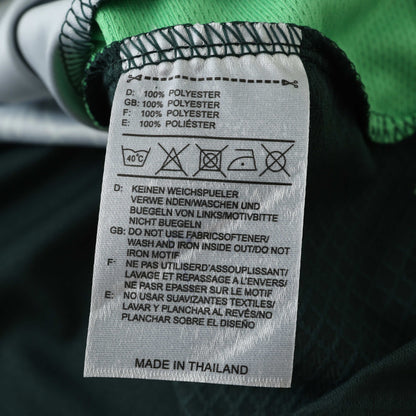 D: 100% POLYESTER
GB: 100% POLYESTER
F: 100% POLYESTER
E: 100% POLIÉSTER
40°C
D: KEINEN WEICHSPUELER
VERWE NDEN/WASCHEN UND
BUEGELN VON LINKS/MOTIVBITTE
NICHT BUEGELN
GB: DO NOT USE FABRICSOFTENER/
WASH AND IRON INSIDE OUT/DO NOT
IRON MOTIF
F: NE PAS UTILISERD'ASSOUPLISSANT/
LAVAGE ET REPASSAGE A L'ENVERS/
NE PASR EPASSER SUR LE MOTIF
E: NO USAR SUAVIZANTES TEXTILES/
LAVAR Y PLANCHAR AL REVÉS/NO
PLANCHAR SOBRE EL DISEÑO
MADE IN THAILAND